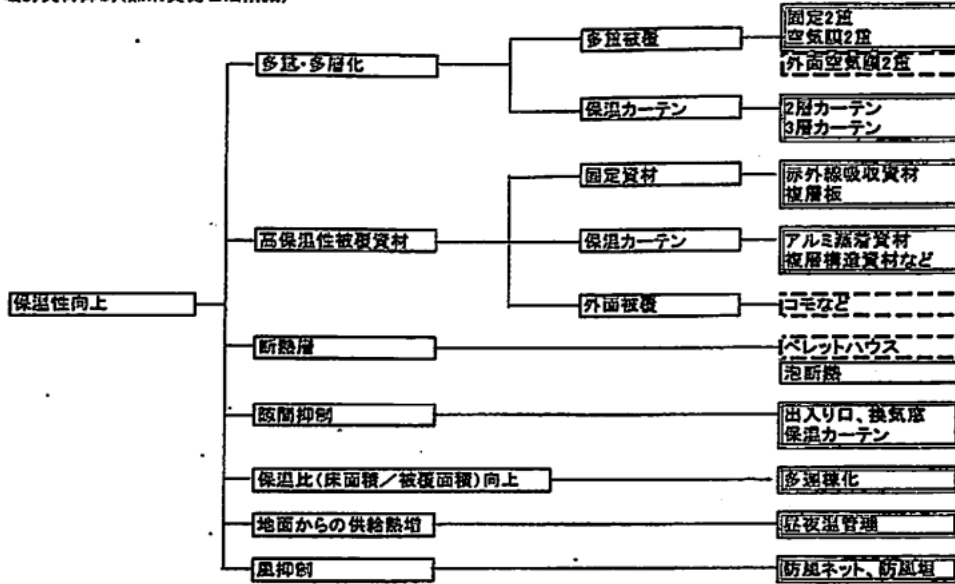 固定2重
多重被覆
空気膜2重
多重・多層化
外面空気膜2重
保温カーテン
2層カーテン
3層カーテン
固定資材
赤外線吸収資材
複層板
高保温性被覆資材
保温カーテン
アルミ蒸着資材
複層構造資材など
保温性向上
外面被覆
コモなど
断熱層
ペレットハウス
泡断熱
隙間抑制
出入り口、換気窓
保温カーテン
保温比(床面積／被覆面積)向上
多連棟化
地面からの供給熱増
昼夜温管理
風抑制
防風ネット、防風垣